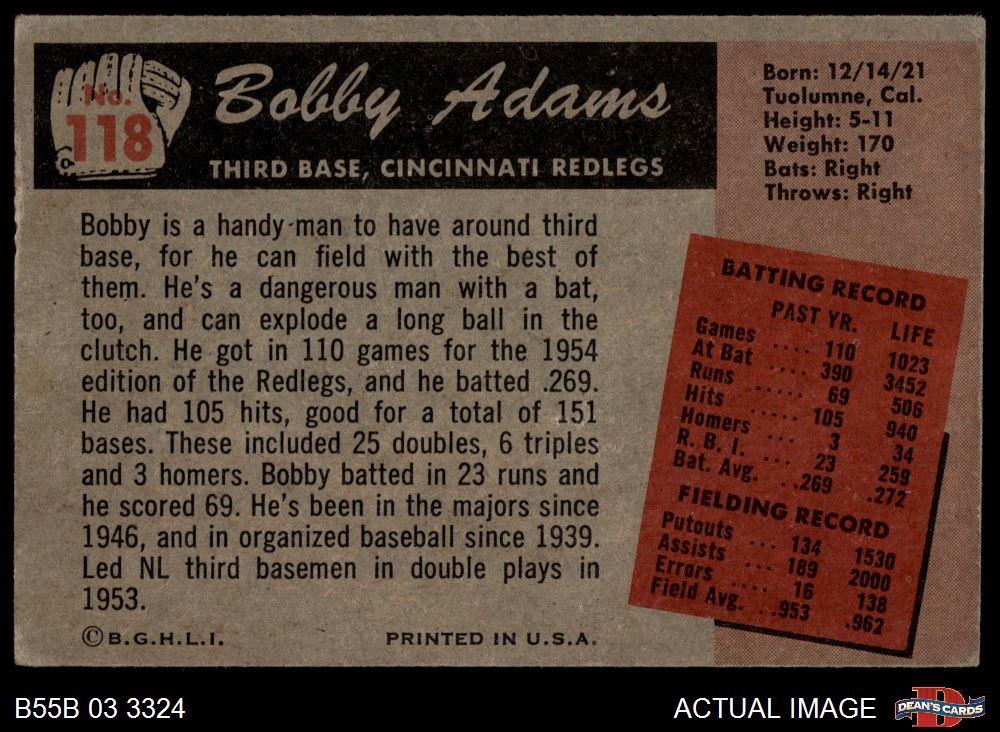 No.
118
Bobby Adams
THIRD BASE, CINCINNATI REDLEGS
Born: 12/14/21
Tuolumne, Cal.
Height: 5-11
Weight: 170
Bats: Right
Throws: Right
Bobby is a handy-man to have around third
base, for he can field with the best of
them. He's a dangerous man with a bat,
too, and can explode a long ball in the
clutch. He got in 110 games for the 1954
edition of the Redlegs, and he batted .269.
He had 105 hits, good for a total of 151
bases. These included 25 doubles, 6 triples
and 3 homers. Bobby batted in 23 runs and
he scored 69. He's been in the majors since
1946, and in organized baseball since 1939.
Led NL third basemen in double plays in
1953.
©B.G.H.L.I. PRINTED IN U.S.A.
BATTING RECORD
PAST YR. LIFE
Games .... 110 1023
At Bat .... 390 3452
Runs ...... 69 506
Hits ..... 105 940
Homers ... 3 34
R. B. I. ... 23 259
Bat. Avg. ..269 .272
FIELDING RECORD
Putouts ... 134 1530
Assists ... 189 2000
Errors .... 16 138
Field Avg. ..953 .962
B55B 03 3324
ACTUAL IMAGE
D
DEAN'S CARDS